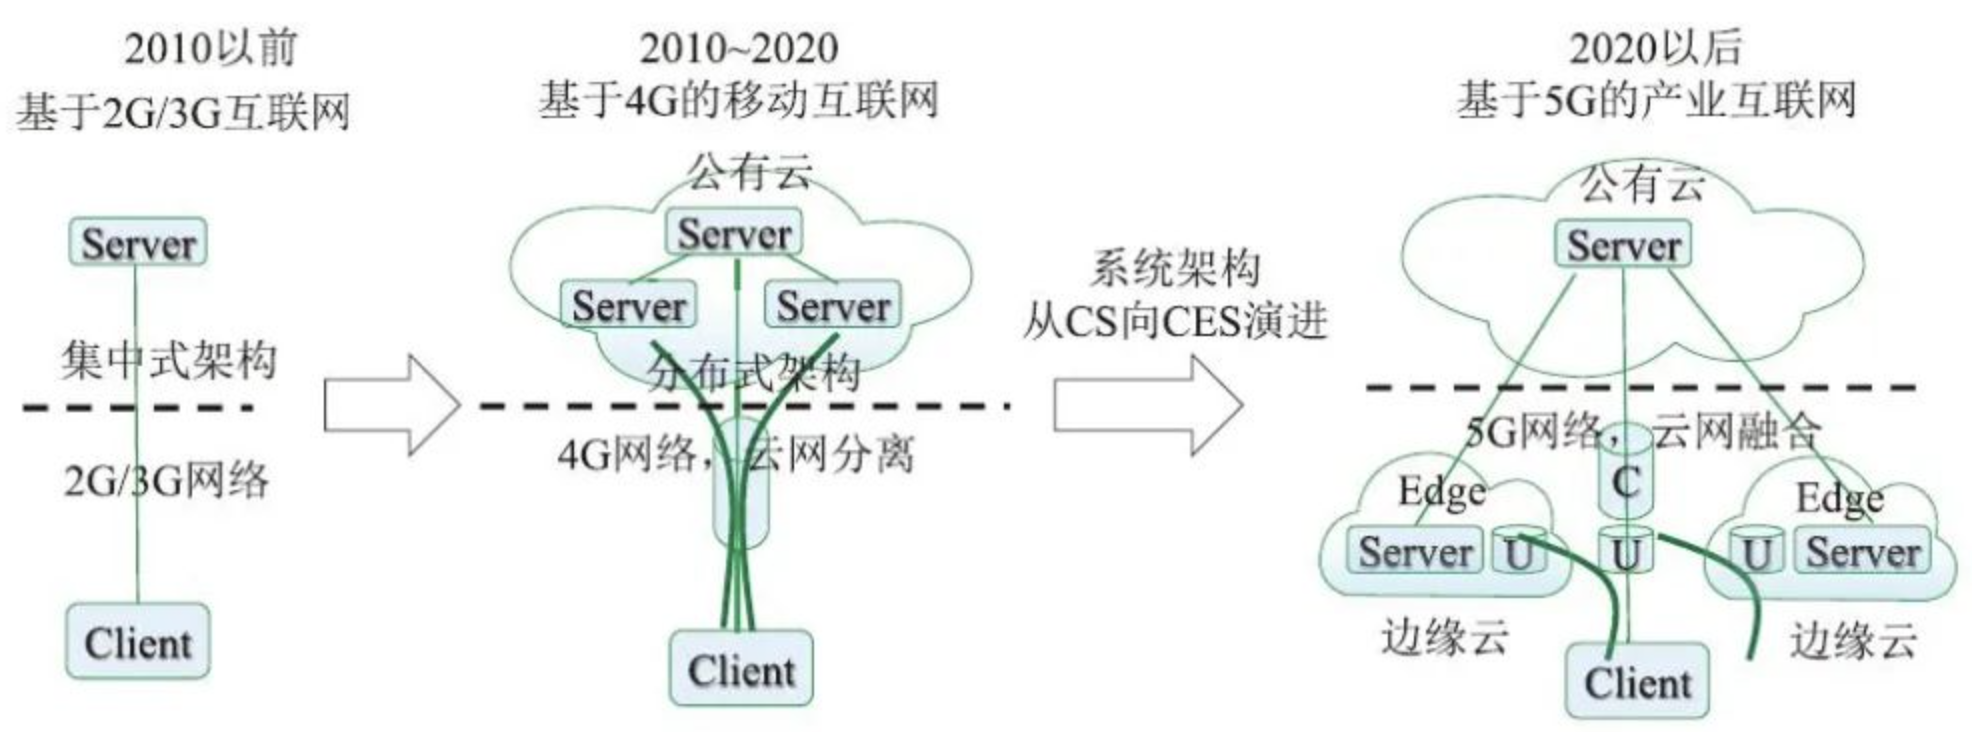 2010以前
基于2G/3G互联网
Server
集中式架构
2G/3G网络
Client
2010~2020
基于4G的移动互联网
公有云
Server
Server
Server
分布式架构
4G网络，云网分离
Client
系统架构
从CS向CES演进
2020以后
基于5G的产业互联网
公有云
Server
5G网络，云网融合
C
Edge
Server
U
边缘云
U
Edge
U
Server
边缘云
Client